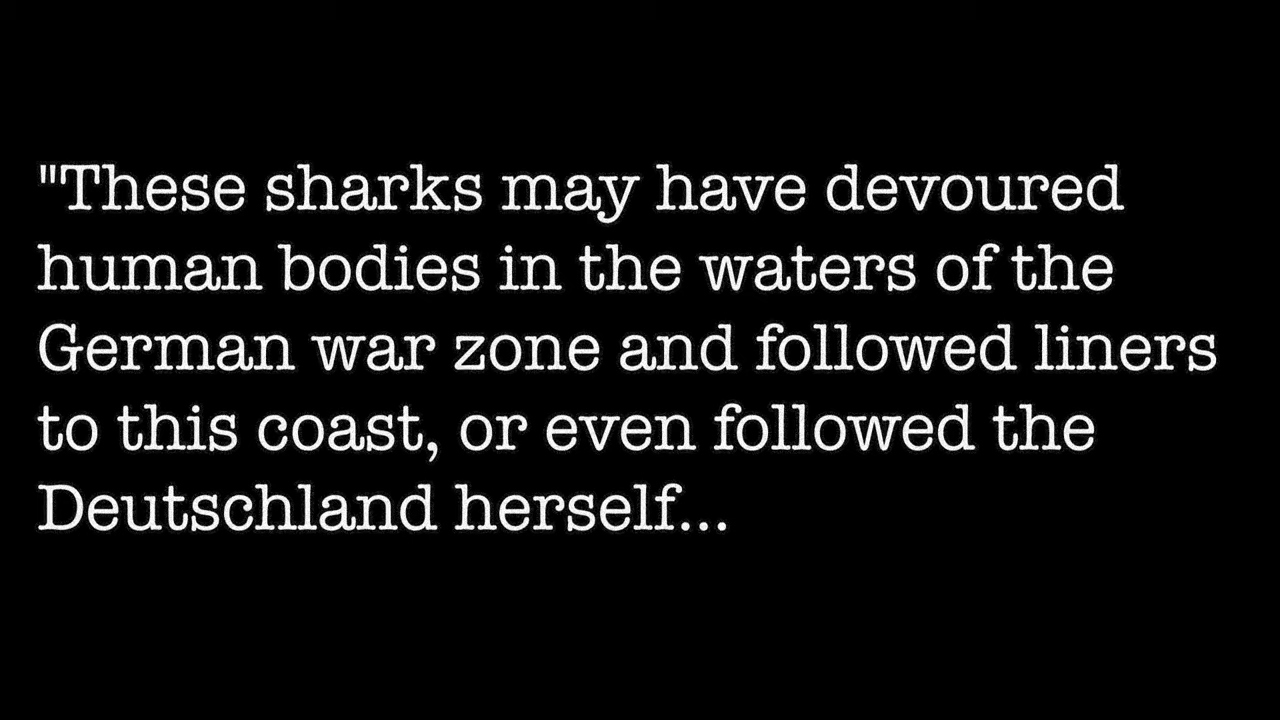 "These sharks may have devoured
human bodies in the waters of the
German war zone and followed liners
to this coast, or even followed the
Deutschland herself...